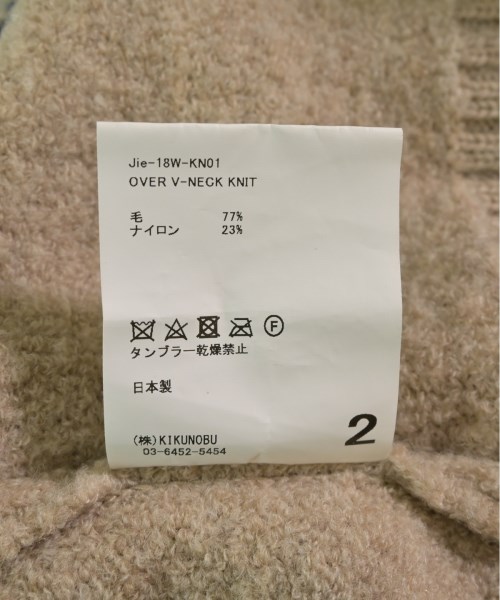 Jie-18W-KN01
OVER V-NECK KNIT
毛 77%
ナイロン 23%
F
タンブラー乾燥禁止
日本製
2
(株)KIKUNOBU
03-6452-5454